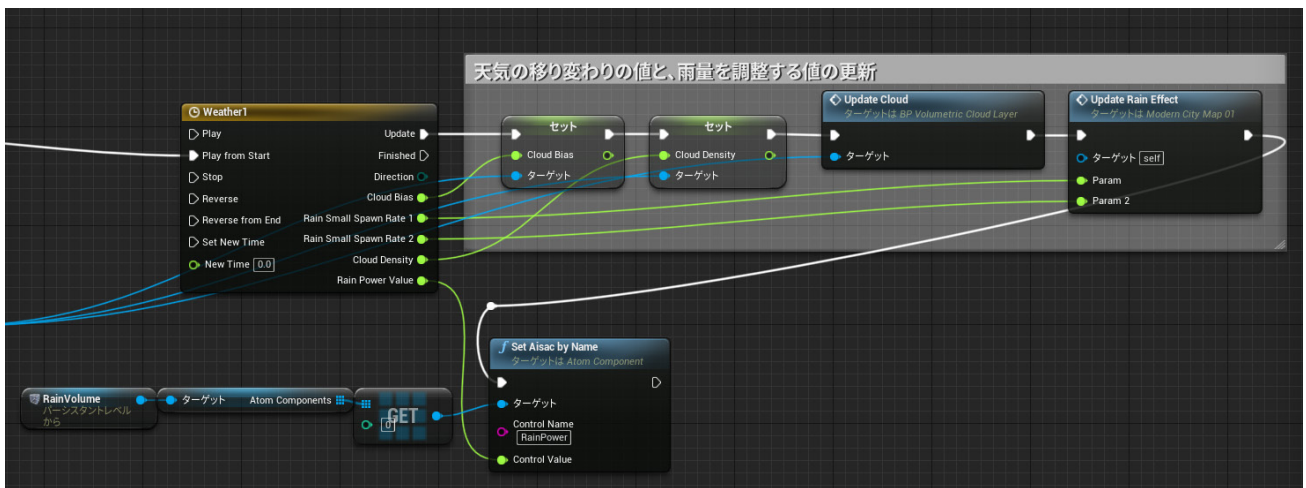 天気の移り変わりの値と、雨量を調整する値の更新
Weather1
Play
Play from Start
Stop
Reverse
Reverse from End
Set New Time
New Time 0.0
Update
Finished
Direction
Cloud Bias
Rain Small Spawn Rate 1
Rain Small Spawn Rate 2
Cloud Density
Rain Power Value
セット
Cloud Bias
ターゲット
セット
Cloud Density
ターゲット
Update Cloud
ターゲットは BP Volumetric Cloud Layer
ターゲット
Update Rain Effect
ターゲットは Modern City Map 01
ターゲット self
Param
Param 2
RainVolume
パーシスタントレベル
から
ターゲット Atom Components
GET
0
f Set Aisac by Name
ターゲットは Atom Component
ターゲット
Control Name
RainPower
Control Value